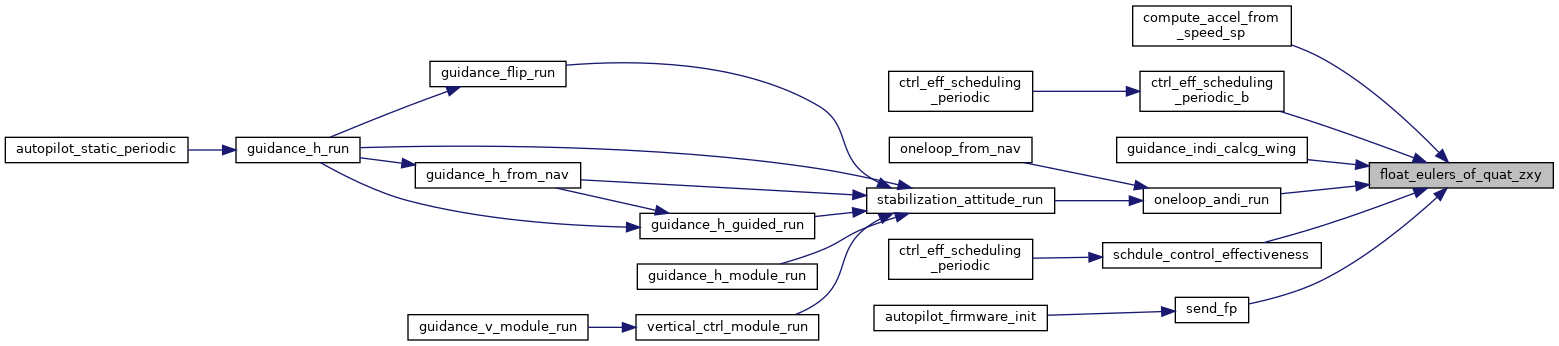 compute_accel_from
_speed_sp
guidance_flip_run
ctrl_eff_scheduling
_periodic
ctrl_eff_scheduling
_periodic_b
autopilot_static_periodic
guidance_h_run
oneloop_from_nav
guidance_indi_calcg_wing
guidance_h_from_nav
float_eulers_of_quat_zxy
stabilization_attitude_run
oneloop_andi_run
guidance_h_guided_run
ctrl_eff_scheduling
_periodic
schdule_control_effectiveness
guidance_h_module_run
autopilot_firmware_init
send_fp
guidance_v_module_run
vertical_ctrl_module_run